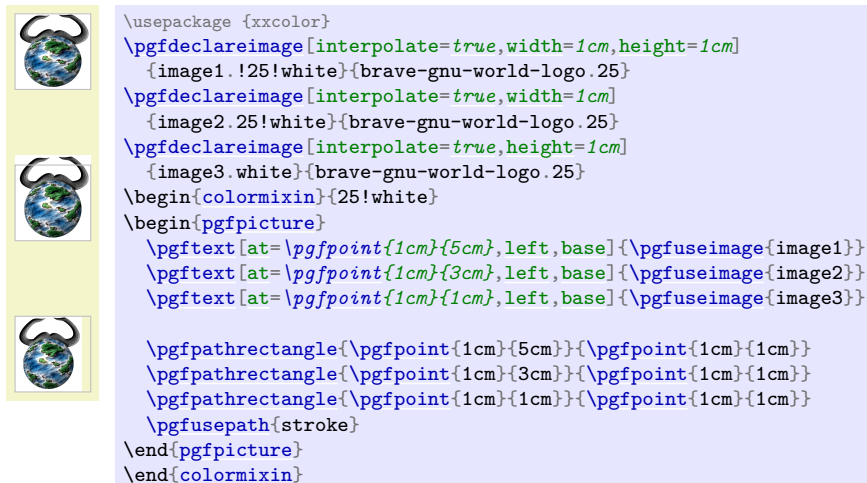 \usepackage {xxcolor}
\pgfdeclareimage[interpolate=true,width=1cm,height=1cm]
{image1.!25!white}{brave-gnu-world-logo.25}
\pgfdeclareimage[interpolate=true,width=1cm]
{image2.25!white}{brave-gnu-world-logo.25}
\pgfdeclareimage[interpolate=true,height=1cm]
{image3.white}{brave-gnu-world-logo.25}
\begin{colormixin}{25!white}
\begin{pgfpicture}
\pgftext[at=\pgfpoint{1cm}{5cm},left,base]{\pgfuseimage{image1}}
\pgftext[at=\pgfpoint{1cm}{3cm},left,base]{\pgfuseimage{image2}}
\pgftext[at=\pgfpoint{1cm}{1cm},left,base]{\pgfuseimage{image3}}
\pgfpathrectangle{\pgfpoint{1cm}{5cm}}{\pgfpoint{1cm}{1cm}}
\pgfpathrectangle{\pgfpoint{1cm}{3cm}}{\pgfpoint{1cm}{1cm}}
\pgfpathrectangle{\pgfpoint{1cm}{1cm}}{\pgfpoint{1cm}{1cm}}
\pgfusepath{stroke}
\end{pgfpicture}
\end{colormixin}